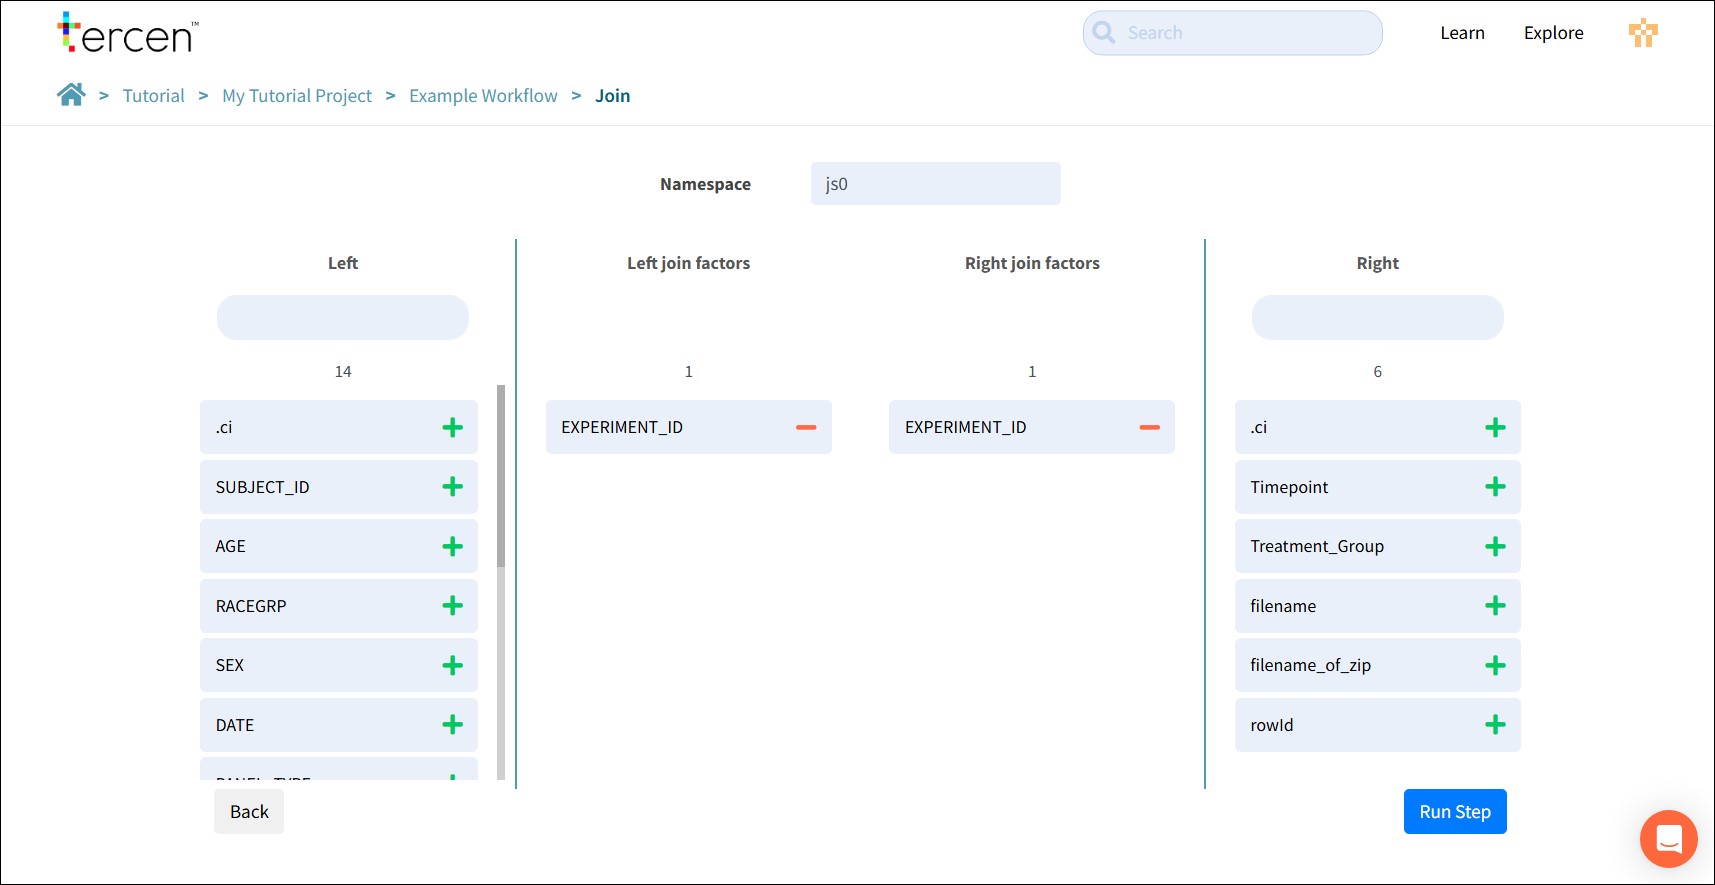 tercen™
Search
Learn
Explore
> Tutorial > My Tutorial Project > Example Workflow > Join
Namespace
js0
Left
Left join factors
Right join factors
Right
14
1
1
6
.ci
EXPERIMENT_ID
EXPERIMENT_ID
.ci
SUBJECT_ID
Timepoint
AGE
Treatment_Group
RACEGRP
filename
SEX
filename_of_zip
DATE
rowId
PANEL_TYPE
Back
Run Step